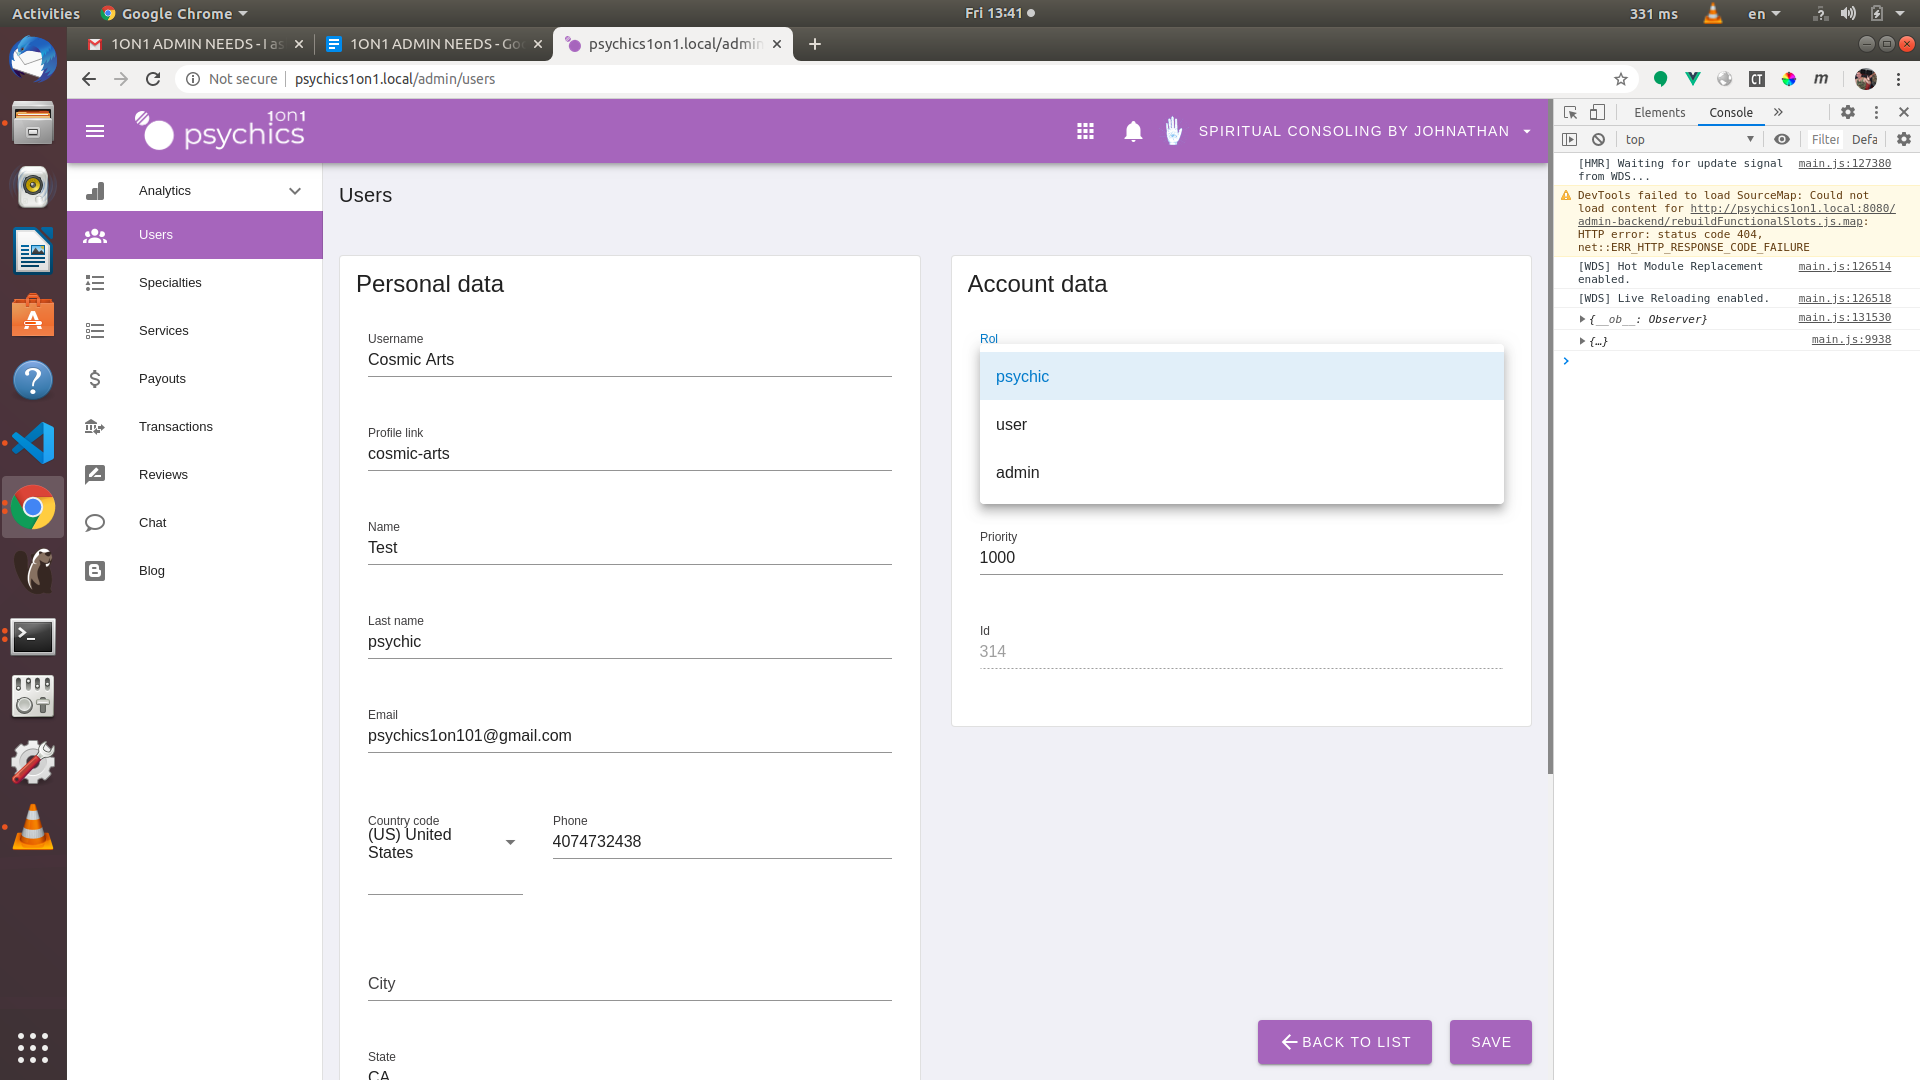 Activities
Google Chrome
Fri 13:41
331 ms
en
1ON1 ADMIN NEEDS - I as
1ON1 ADMIN NEEDS - Goo
psychics1on1.local/admin
Not secure
psychics1on1.local/admin/users
CT
m
1on1
psychics
SPIRITUAL CONSOLING BY JOHNATHAN
Analytics
Users
Specialties
Services
Payouts
Transactions
Reviews
Chat
Blog
Users
Personal data
Username
Cosmic Arts
Profile link
cosmic-arts
Name
Test
Last name
psychic
Email
psychics1on101@gmail.com
Country code
(US) United
States
Phone
4074732438
City
State
CA
Account data
Rol
psychic
user
admin
Priority
1000
Id
314
BACK TO LIST
SAVE
Elements
Console
top
Filter
Defa
[HMR] Waiting for update signal
from WDS...
main.js:127380
DevTools failed to load SourceMap: Could not
load content for http://psychics1on1.local:8080/
admin-backend/rebuildFunctionalSlots.js.map:
HTTP error: status code 404,
net::ERR_HTTP_RESPONSE_CODE_FAILURE
[WDS] Hot Module Replacement
enabled.
main.js:126514
[WDS] Live Reloading enabled.
main.js:126518
{__ob__: Observer}
main.js:131530
{…}
main.js:9938